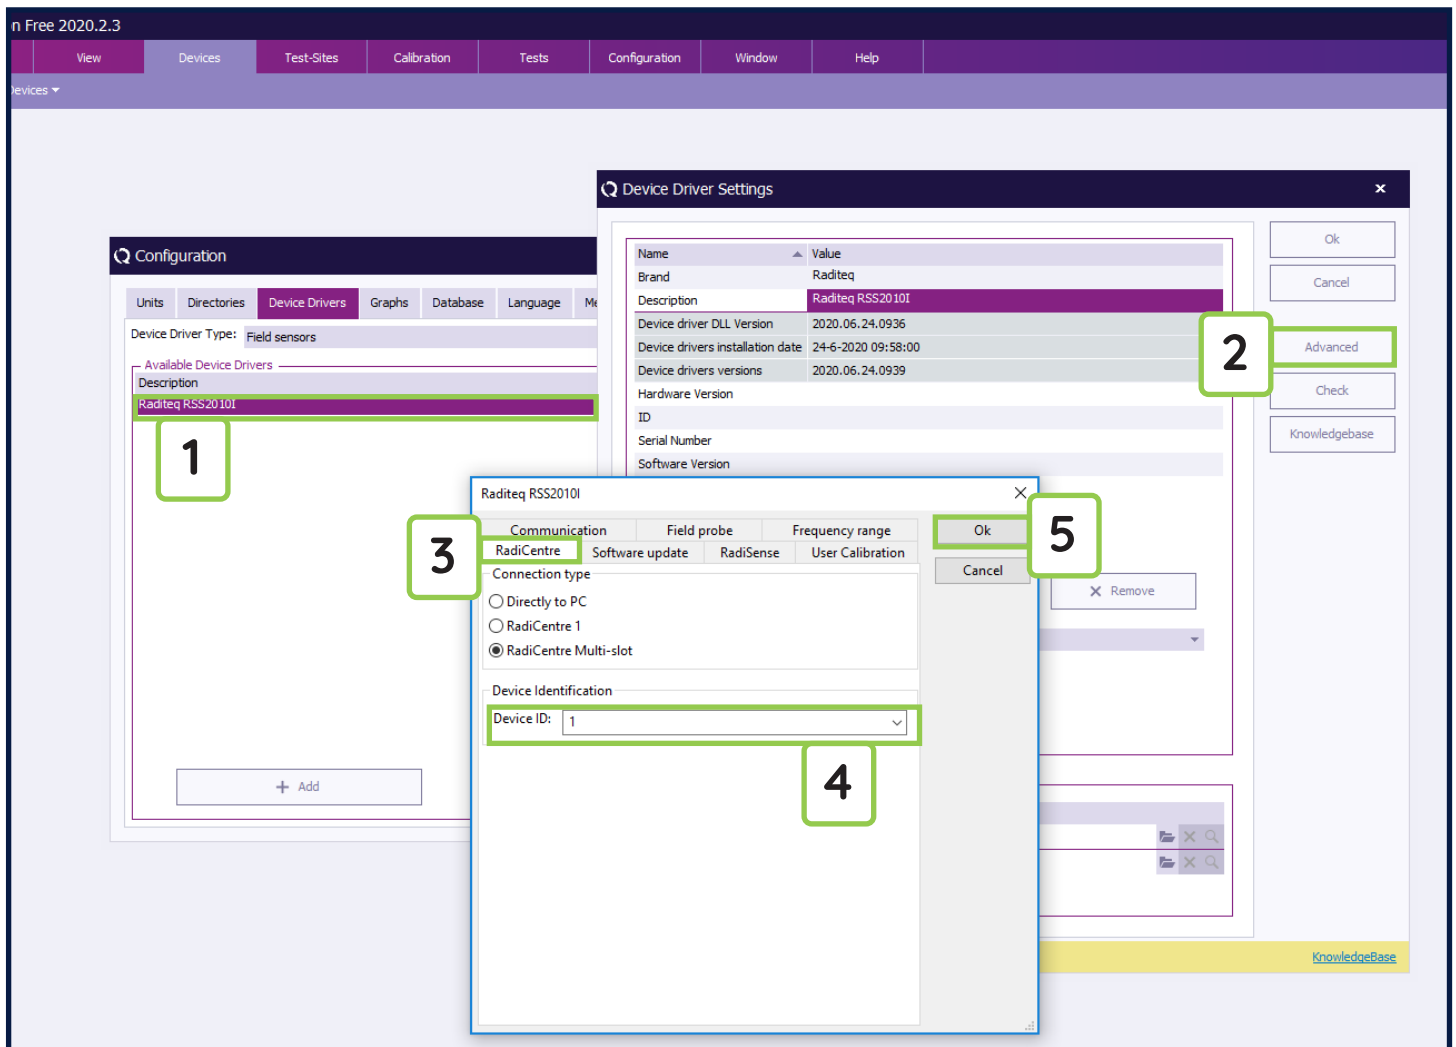 n Free 2020.2.3
View Devices Test-Sites Calibration Tests Configuration Window Help
Devices
Device Driver Settings
Name Value
Brand Raditeq
Description Raditeq RSS2010I
Device driver DLL Version 2020.06.24.0936
Device drivers installation date 24-6-2020 09:58:00
Device drivers versions 2020.06.24.0939
Hardware Version
ID
Serial Number
Software Version
Ok
Cancel
2
Advanced
Check
Knowledgebase
Configuration
Units Directories Device Drivers Graphs Database Language Me
Device Driver Type: Field sensors
Available Device Drivers
Description
Raditeq RSS2010I
1
+ Add
Raditeq RSS2010I
Communication Field probe Frequency range
3
RadiCentre Software update RadiSense User Calibration
Connection type
Directly to PC
RadiCentre 1
RadiCentre Multi-slot
Device Identification
Device ID: 1
4
Ok
5
Cancel
Remove
KnowledgeBase